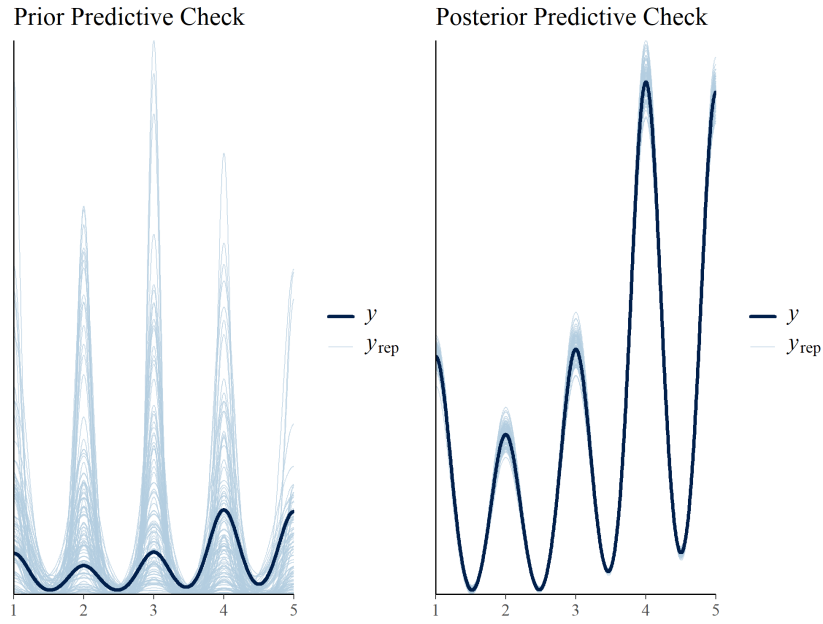 Prior Predictive Check
y
yrep
1 2 3 4 5
Posterior Predictive Check
y
yrep
1 2 3 4 5